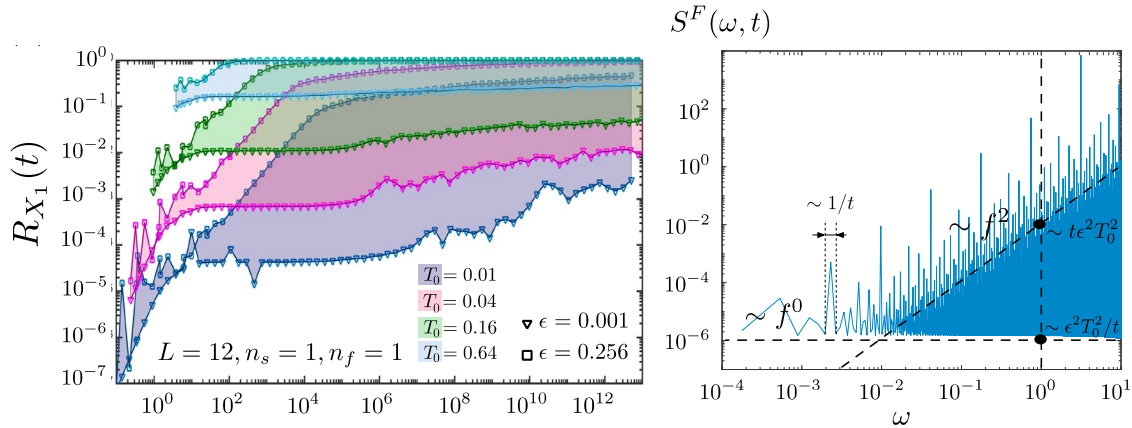 S^F(ω, t)
R_{X_1}(t)
10^0
10^{-1}
10^{-2}
10^{-3}
10^{-4}
10^{-5}
10^{-6}
10^{-7}
T_0 = 0.01
T_0 = 0.04
T_0 = 0.16
T_0 = 0.64
ϵ = 0.001
ϵ = 0.256
L = 12, n_s = 1, n_f = 1
10^0 10^2 10^4 10^6 10^8 10^{10} 10^{12}
10^2
10^0
10^{-2}
10^{-4}
10^{-6}
∼ 1/t
∼ f^2
∼ tϵ^2T_0^2
∼ f^0
∼ ϵ^2T_0^2/t
10^{-4} 10^{-3} 10^{-2} 10^{-1} 10^0 10^1
ω